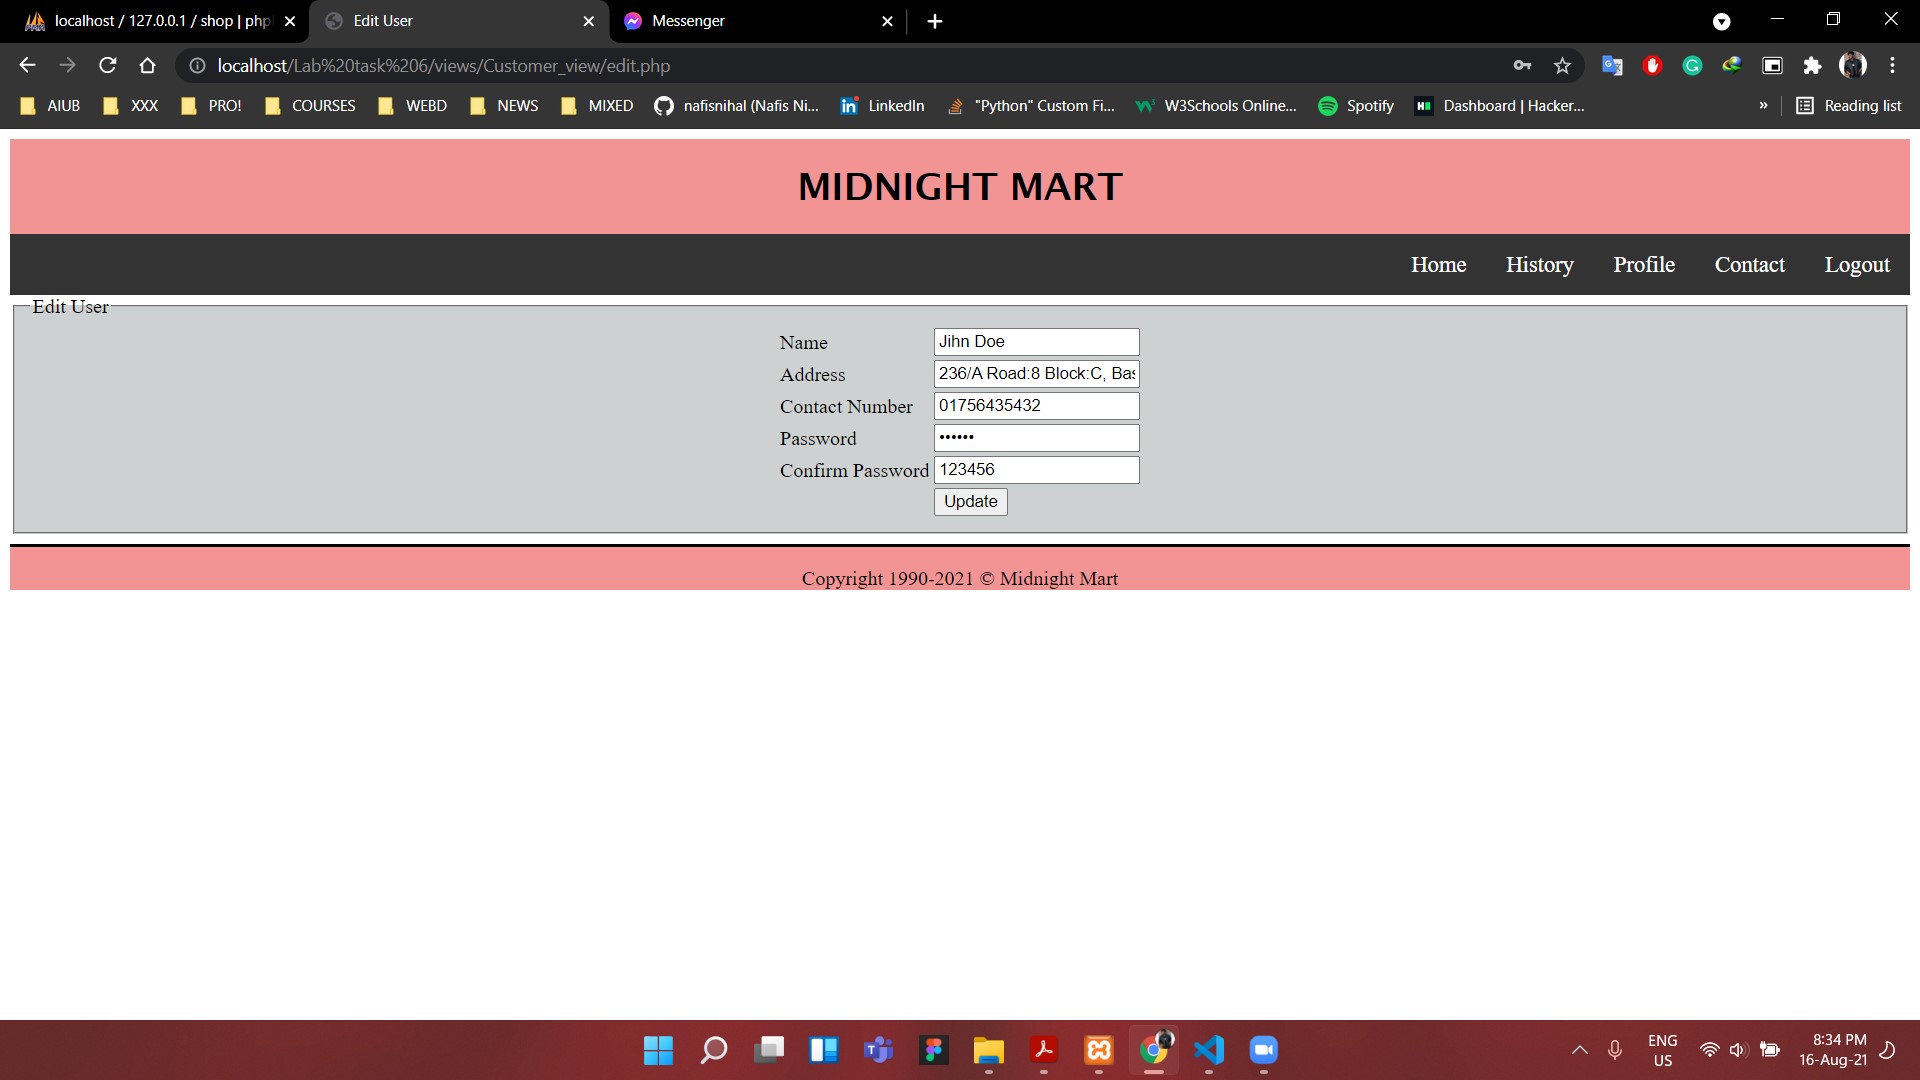 localhost / 127.0.0.1 / shop | php
Edit User
Messenger
localhost/Lab%20task%206/views/Customer_view/edit.php
AIUB XXX PRO! COURSES WEBD NEWS MIXED nafisnihal (Nafis Ni... LinkedIn "Python" Custom Fi... W3Schools Online... Spotify Dashboard | Hacker... » Reading list
MIDNIGHT MART
Home History Profile Contact Logout
Edit User
Name Jihn Doe
Address 236/A Road:8 Block:C, Bas
Contact Number 01756435432
Password ••••••
Confirm Password 123456
Update
Copyright 1990-2021 © Midnight Mart
ENG
US
8:34 PM
16-Aug-21